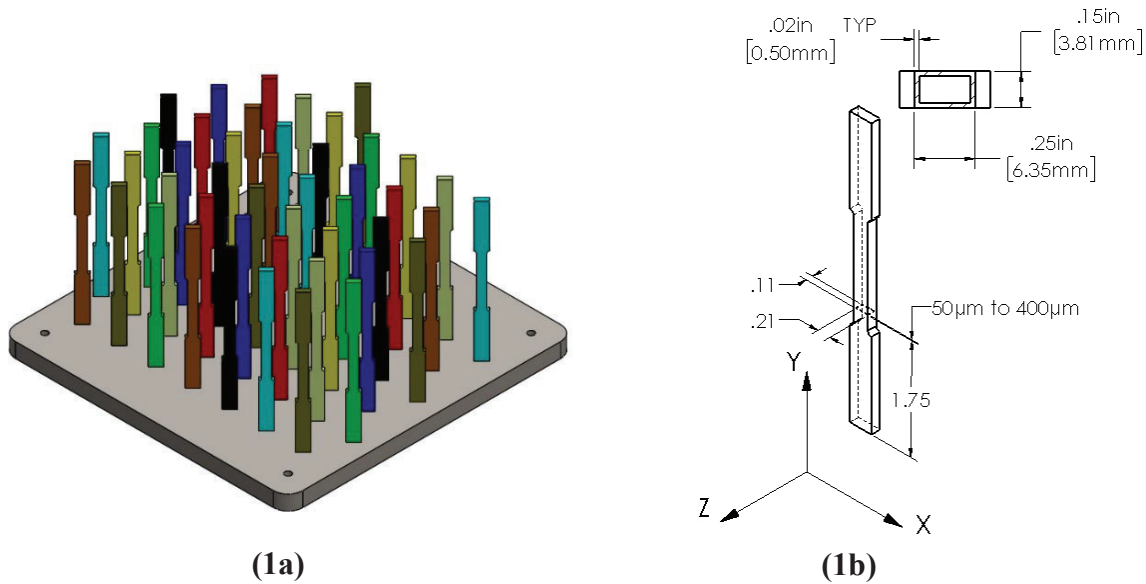 .02in TYP
[0.50mm]
.15in
[3.81mm]
.25in
[6.35mm]
.11
.21
50µm to 400µm
1.75
Y
Z
X
(1a)
(1b)